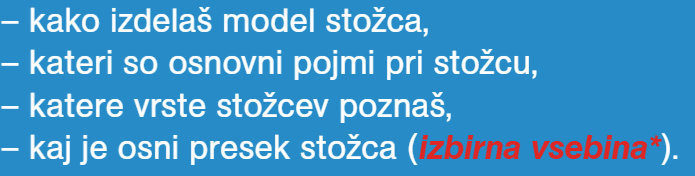 – kako izdelaš model stožca,
– kateri so osnovni pojmi pri stožcu,
– katere vrste stožcev poznaš,
– kaj je osni presek stožca (izbirna vsebina*).